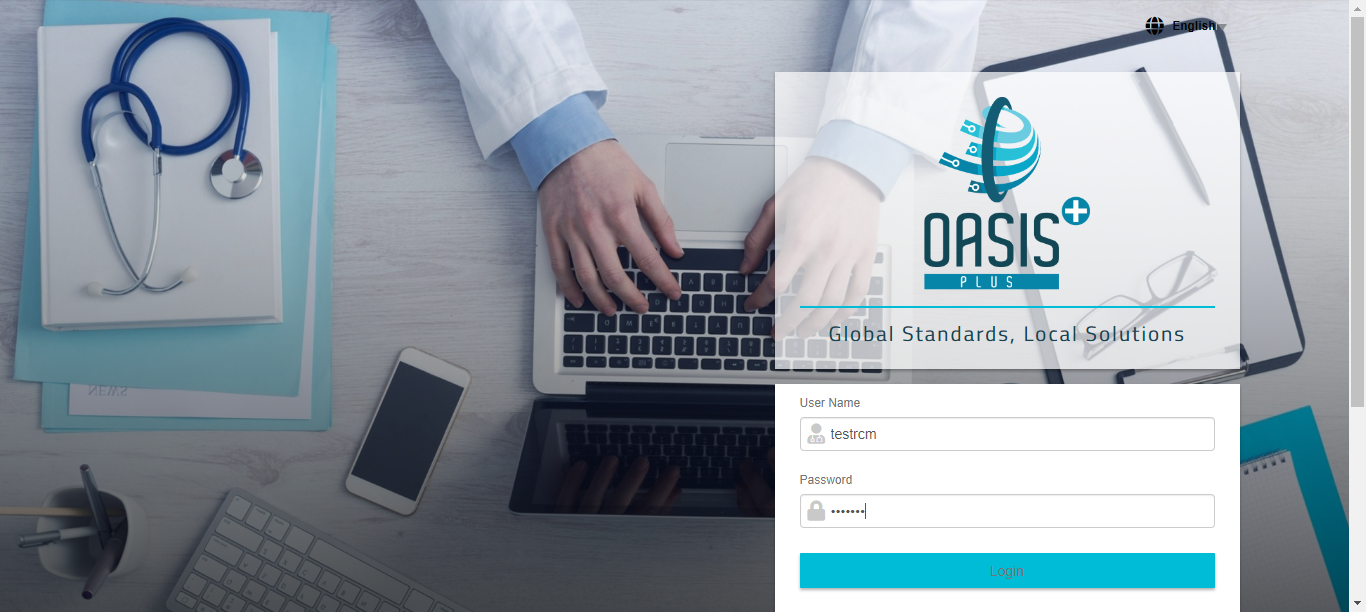 English
OASIS
PLUS
Global Standards, Local Solutions
User Name
testrcm
Password
•••••••
Login